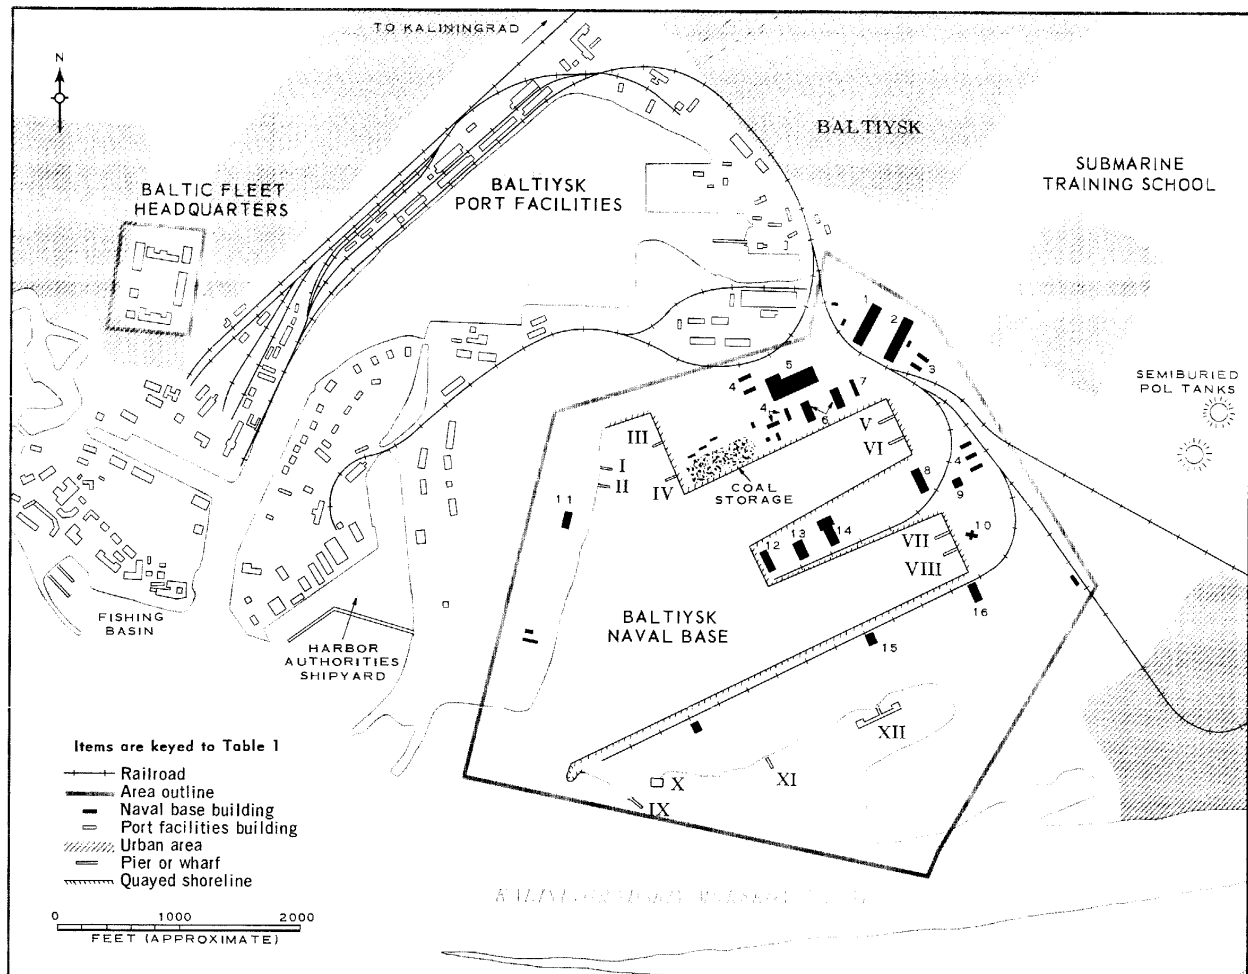 TO KALININGRAD
N
BALTIYSK
BALTIC FLEET
HEADQUARTERS
BALTIYSK
PORT FACILITIES
SUBMARINE
TRAINING SCHOOL
1
2
3
4
5
7
6
4
SEMIBURIED
POL TANKS
III
I
II
IV
V
VI
COAL
STORAGE
4
8
9
10
11
12
13
14
VII
VIII
16
15
FISHING
BASIN
HARBOR
AUTHORITIES
SHIPYARD
BALTIYSK
NAVAL BASE
XII
XI
X
IX
Items are keyed to Table 1
Railroad
Area outline
Naval base building
Port facilities building
Urban area
Pier or wharf
Quayed shoreline
0 1000 2000
FEET (APPROXIMATE)